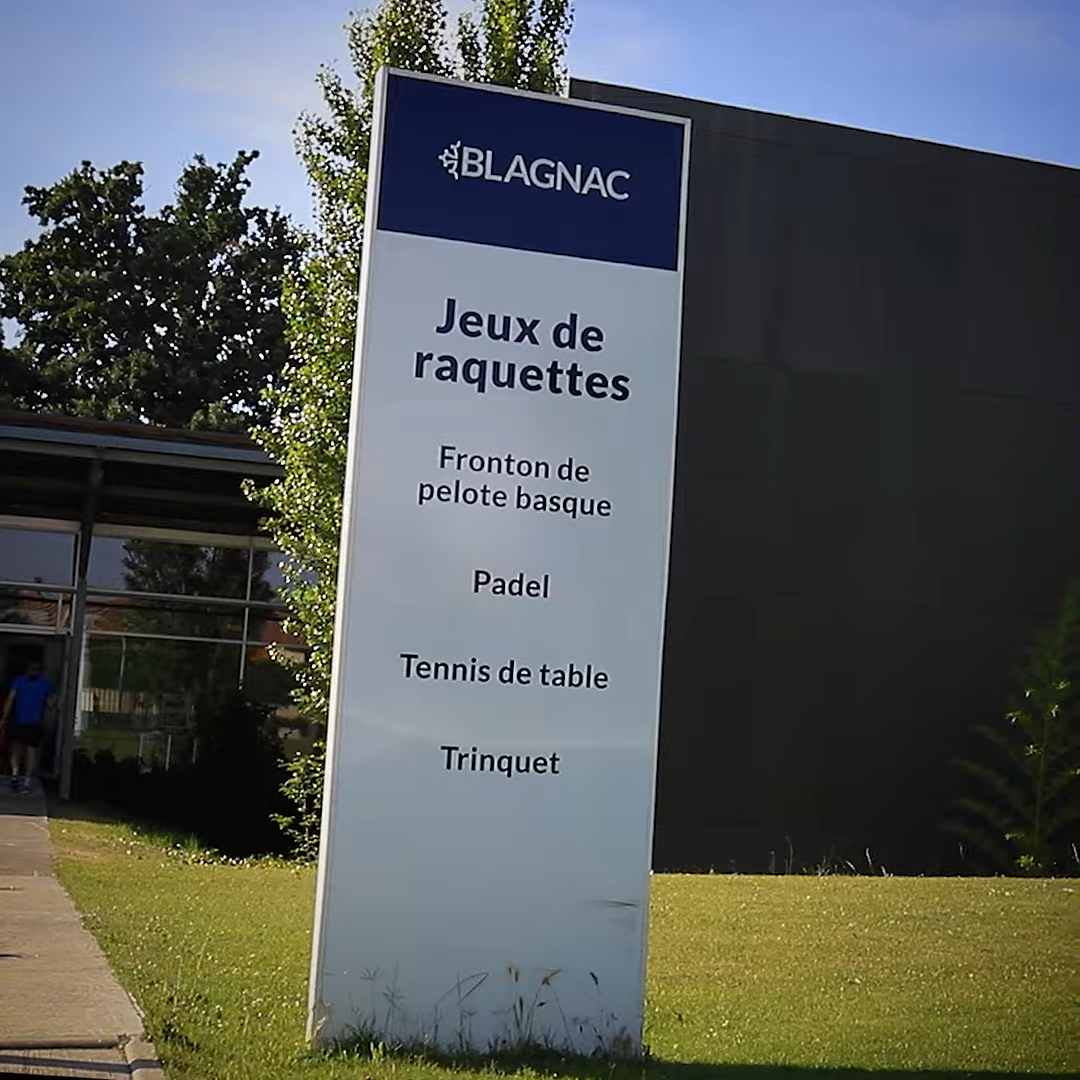 BLAGNAC
Jeux de
raquettes
Fronton de
pelote basque
Padel
Tennis de table
Trinquet